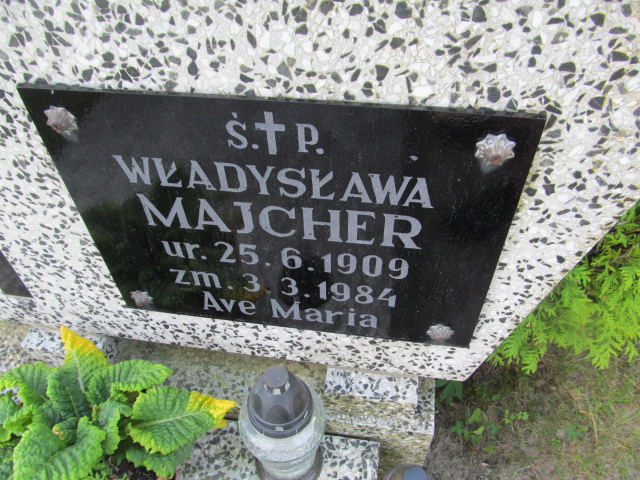 Ś.✝P.
WŁADYSŁAWA
MAJCHER
ur. 25.6.1909
zm. 3.3.1984
Ave Maria